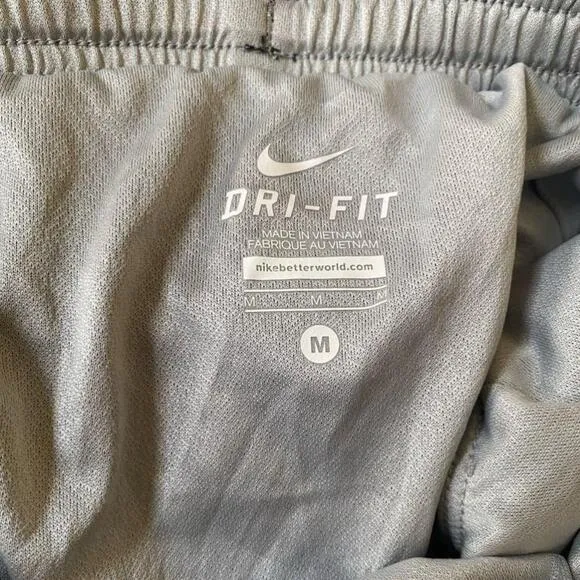 DRI-FIT
MADE IN VIETNAM
FABRIQUE AU VIETNAM
nikebetterworld.com
M M M
M